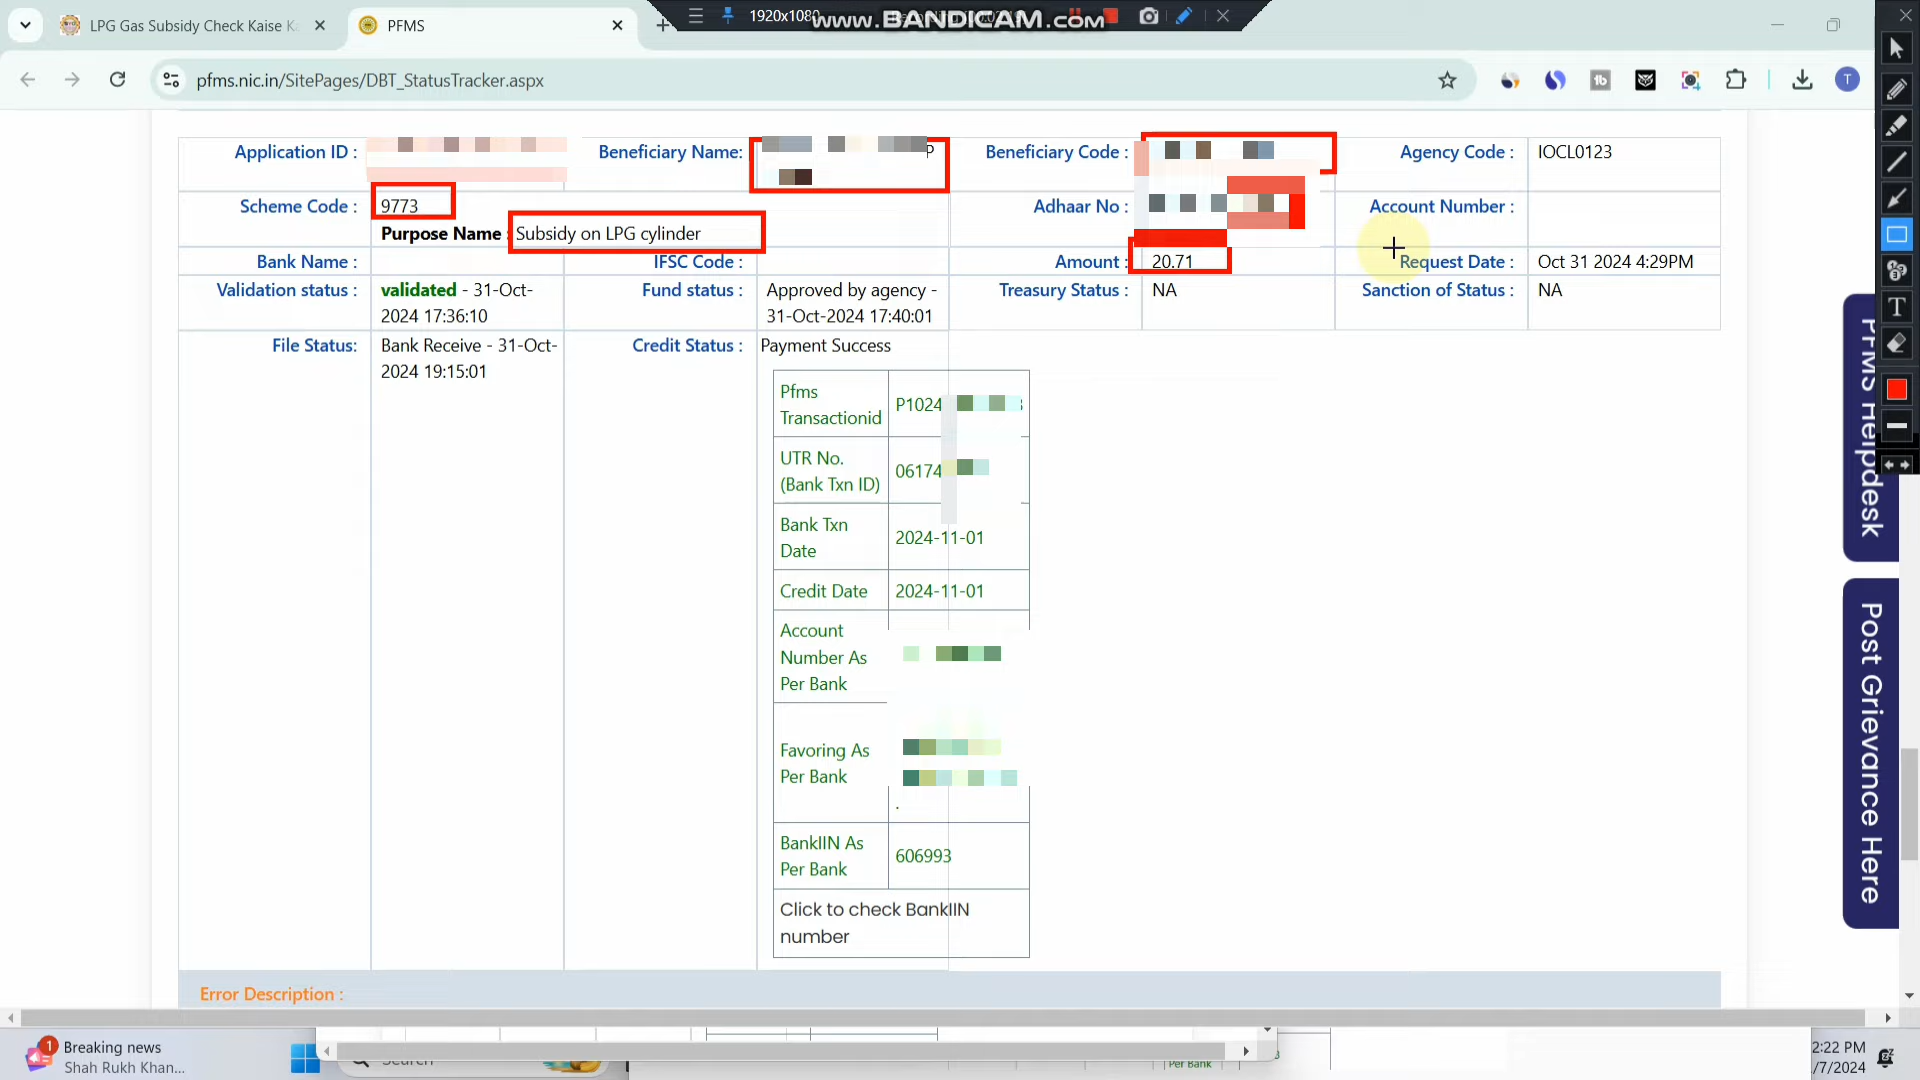 LPG Gas Subsidy Check Kaise K
PFMS
1920x1080
www.BANDICAM.com
pfms.nic.in/SitePages/DBT_StatusTracker.aspx
T
Application ID :
Beneficiary Name:
P
Beneficiary Code :
Agency Code :
IOCL0123
Scheme Code :
9773
Purpose Name :
Subsidy on LPG cylinder
Adhaar No :
Account Number :
Bank Name :
IFSC Code :
Amount :
20.71
Request Date :
Oct 31 2024 4:29PM
Validation status :
validated - 31-Oct-
2024 17:36:10
Fund status :
Approved by agency -
31-Oct-2024 17:40:01
Treasury Status :
NA
Sanction of Status :
NA
File Status:
Bank Receive - 31-Oct-
2024 19:15:01
Credit Status :
Payment Success
Pfms
Transactionid
P1024
UTR No.
(Bank Txn ID)
06174
Bank Txn
Date
2024-11-01
Credit Date
2024-11-01
Account
Number As
Per Bank
Favoring As
Per Bank
.
BankIIN As
Per Bank
606993
Click to check BankIIN
number
Error Description :
PFMS Helpdesk
Post Grievance Here
1
Breaking news
Shah Rukh Khan...
Search
Per Bank
2:22 PM
/7/2024